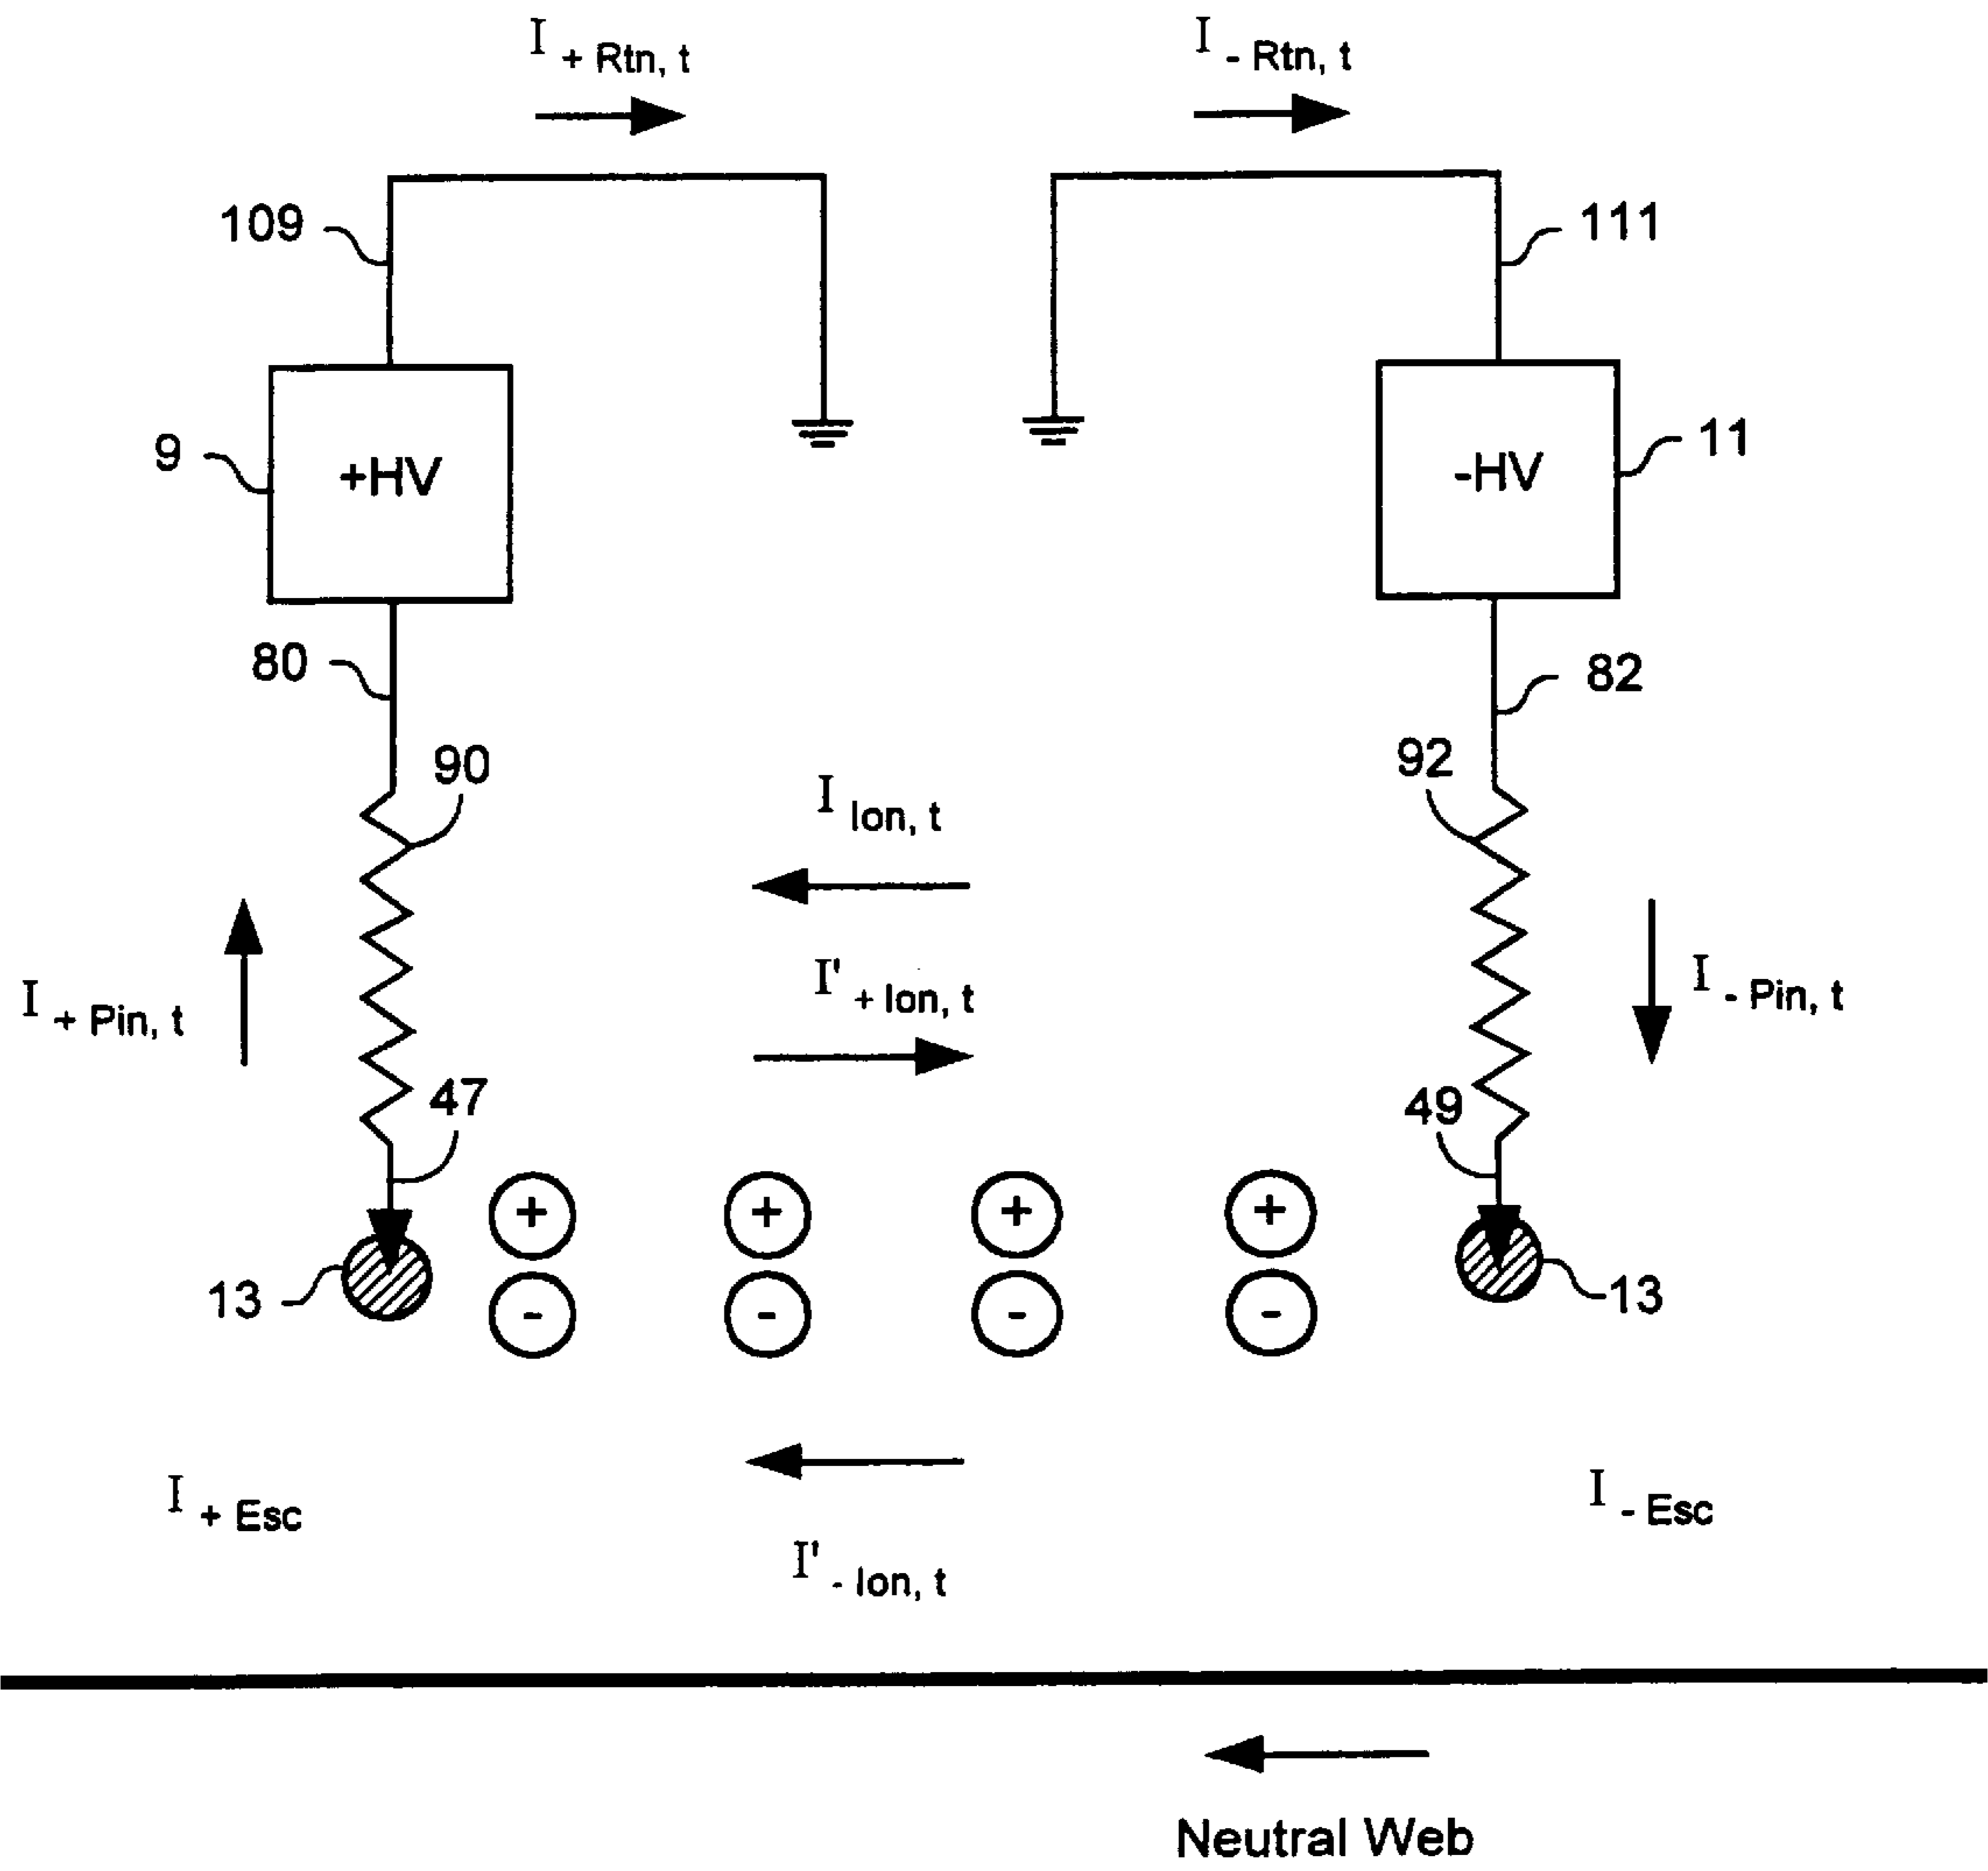 I + Rtn, t
I - Rtn, t
109
111
9
+HV
-HV
11
80
82
90
92
I Ion, t
I' + Ion, t
I + Pin, t
I - Pin, t
47
49
+ + + +
- - - -
13
13
I + Esc
I - Esc
I' - Ion, t
Neutral Web